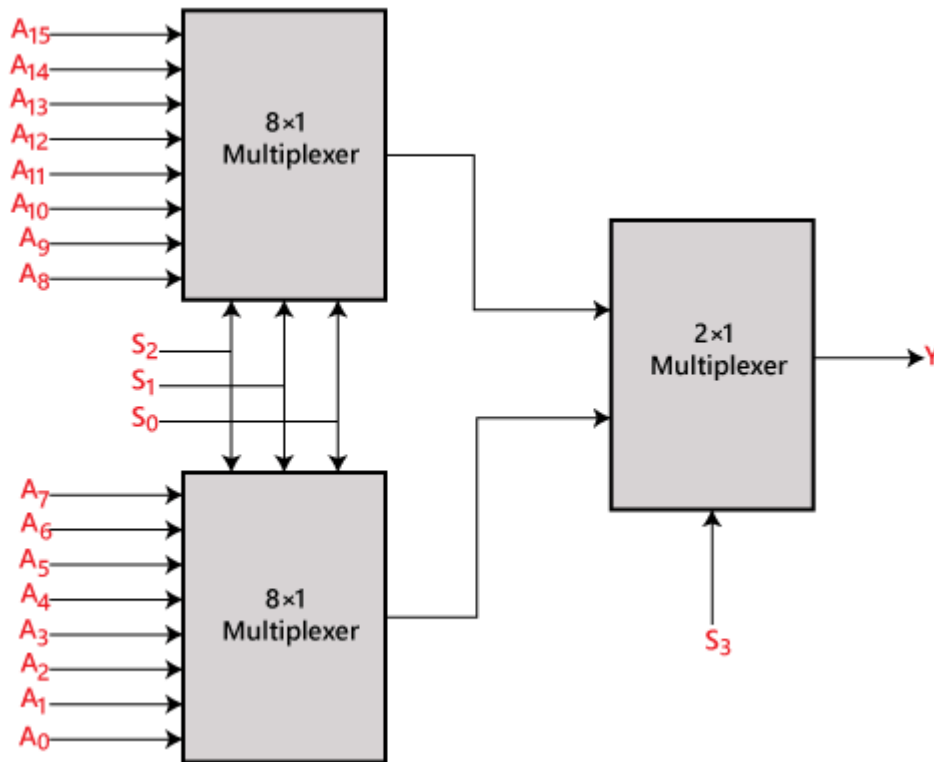 A15
A14
A13
A12
A11
A10
A9
A8
8×1
Multiplexer
S2
S1
S0
A7
A6
A5
A4
A3
A2
A1
A0
8×1
Multiplexer
2×1
Multiplexer
Y
S3